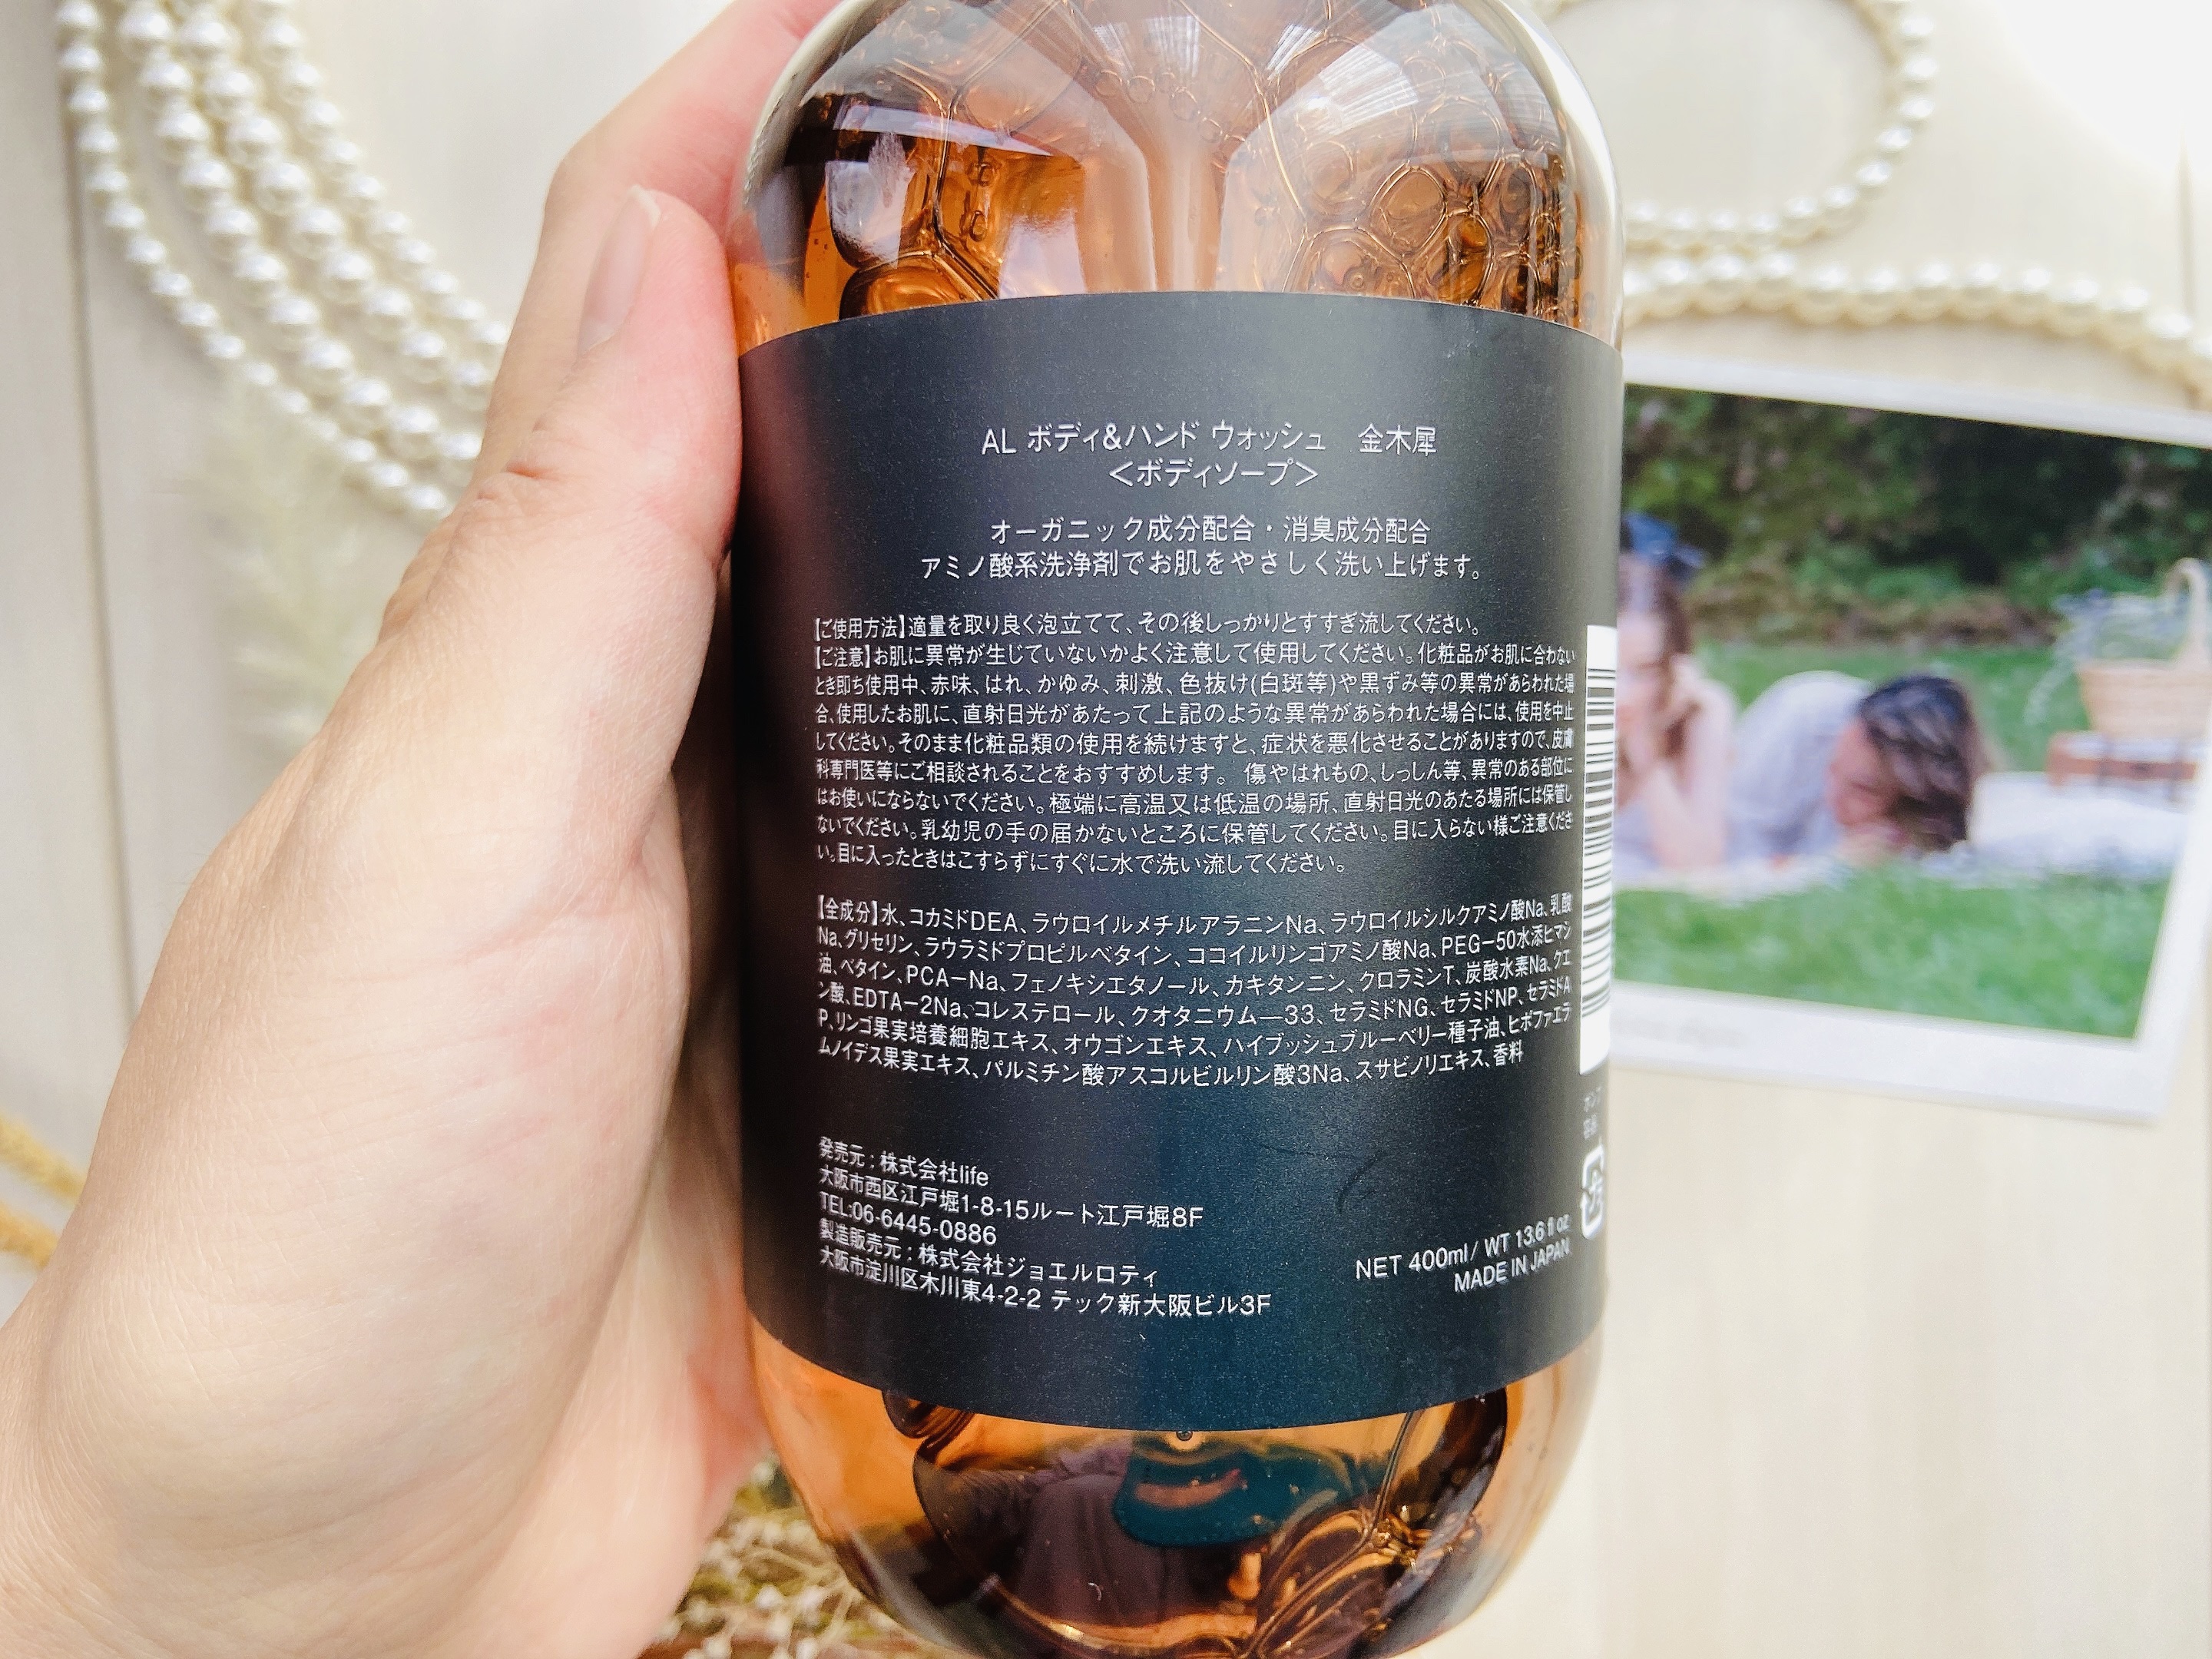 AL ボディ&ハンド ウォッシュ　金木犀
<ボディソープ>
オーガニック成分配合・消臭成分配合
アミノ酸系洗浄剤でお肌をやさしく洗い上げます。
【ご使用方法】適量を取り良く泡立てて、その後しっかりとすすぎ流してください。
【ご注意】お肌に異常が生じていないかよく注意して使用してください。化粧品がお肌に合わない
とき即ち使用中、赤味、はれ、かゆみ、刺激、色抜け(白斑等)や黒ずみ等の異常があらわれた場
合、使用したお肌に、直射日光があたって上記のような異常があらわれた場合には、使用を中止
してください。そのまま化粧品類の使用を続けますと、症状を悪化させることがありますので、皮膚
科専門医等にご相談されることをおすすめします。 傷やはれもの、しっしん等、異常のある部位に
はお使いにならないでください。極端に高温又は低温の場所、直射日光のあたる場所には保管し
ないでください。乳幼児の手の届かないところに保管してください。目に入らない様ご注意くださ
い。目に入ったときはこすらずにすぐに水で洗い流してください。
【全成分】水、コカミドDEA、ラウロイルメチルアラニンNa、ラウロイルシルクアミノ酸Na、乳酸
Na、グリセリン、ラウラミドプロピルベタイン、ココイルリンゴアミノ酸Na、PEG－50水添ヒマシ
油、ベタイン、PCA－Na、フェノキシエタノール、カキタンニン、クロラミンT、炭酸水素Na、クエ
ン酸、EDTA－2Na、コレステロール、クオタニウム―33、セラミドNG、セラミドNP、セラミドA
P、リンゴ果実培養細胞エキス、オウゴンエキス、ハイブッシュブルーベリー種子油、ヒポファエラ
ムノイデス果実エキス、パルミチン酸アスコルビルリン酸3Na、スサビノリエキス、香料
発売元：株式会社life
大阪市西区江戸堀1-8-15ルート江戸堀8F
TEL:06-6445-0886
製造販売元：株式会社ジョエルロティ
大阪市淀川区木川東4-2-2 テック新大阪ビル3F
NET 400ml / WT 13.6 fl oz
MADE IN JAPAN